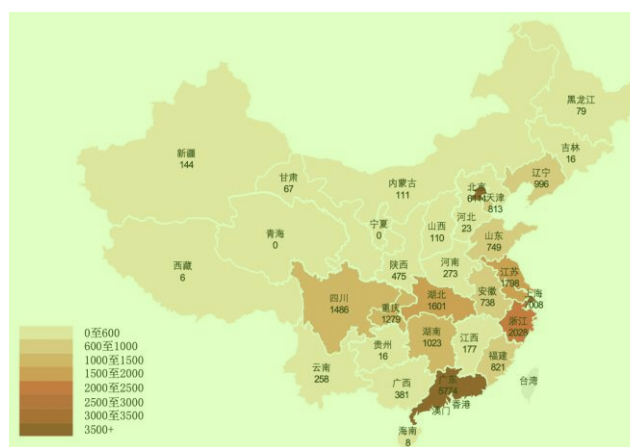 黑龙江
79
吉林
16
新疆
144
辽宁
996
甘肃
67
内蒙古
111
北京
天津
813
河北
23
宁夏
0
山西
110
青海
0
山东
749
西藏
6
陕西
475
河南
273
江苏
1798
四川
1486
重庆
1279
湖北
1601
安徽
738
上海
浙江
2029
湖南
1023
江西
177
贵州
16
福建
821
云南
258
广西
381
广东
5774
台湾
澳门
香港
海南
8
0至600
600至1000
1000至1500
1500至2000
2000至2500
2500至3000
3000至3500
3500+